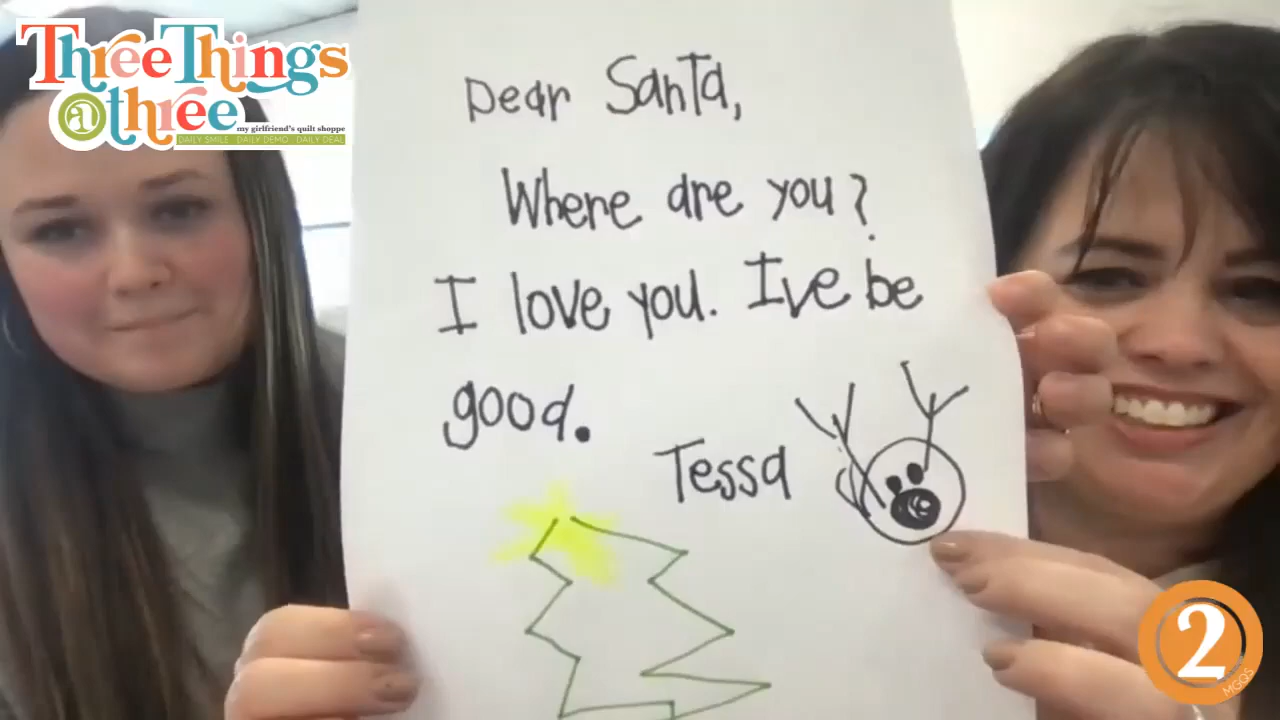 Three Things
@ three
my girlfriend's quilt shoppe
DAILY SMILE DAILY DEMO DAILY DEAL
Dear Santa,
Where are you?
I love you. Ive be
good.
Tessa
2
MGQS